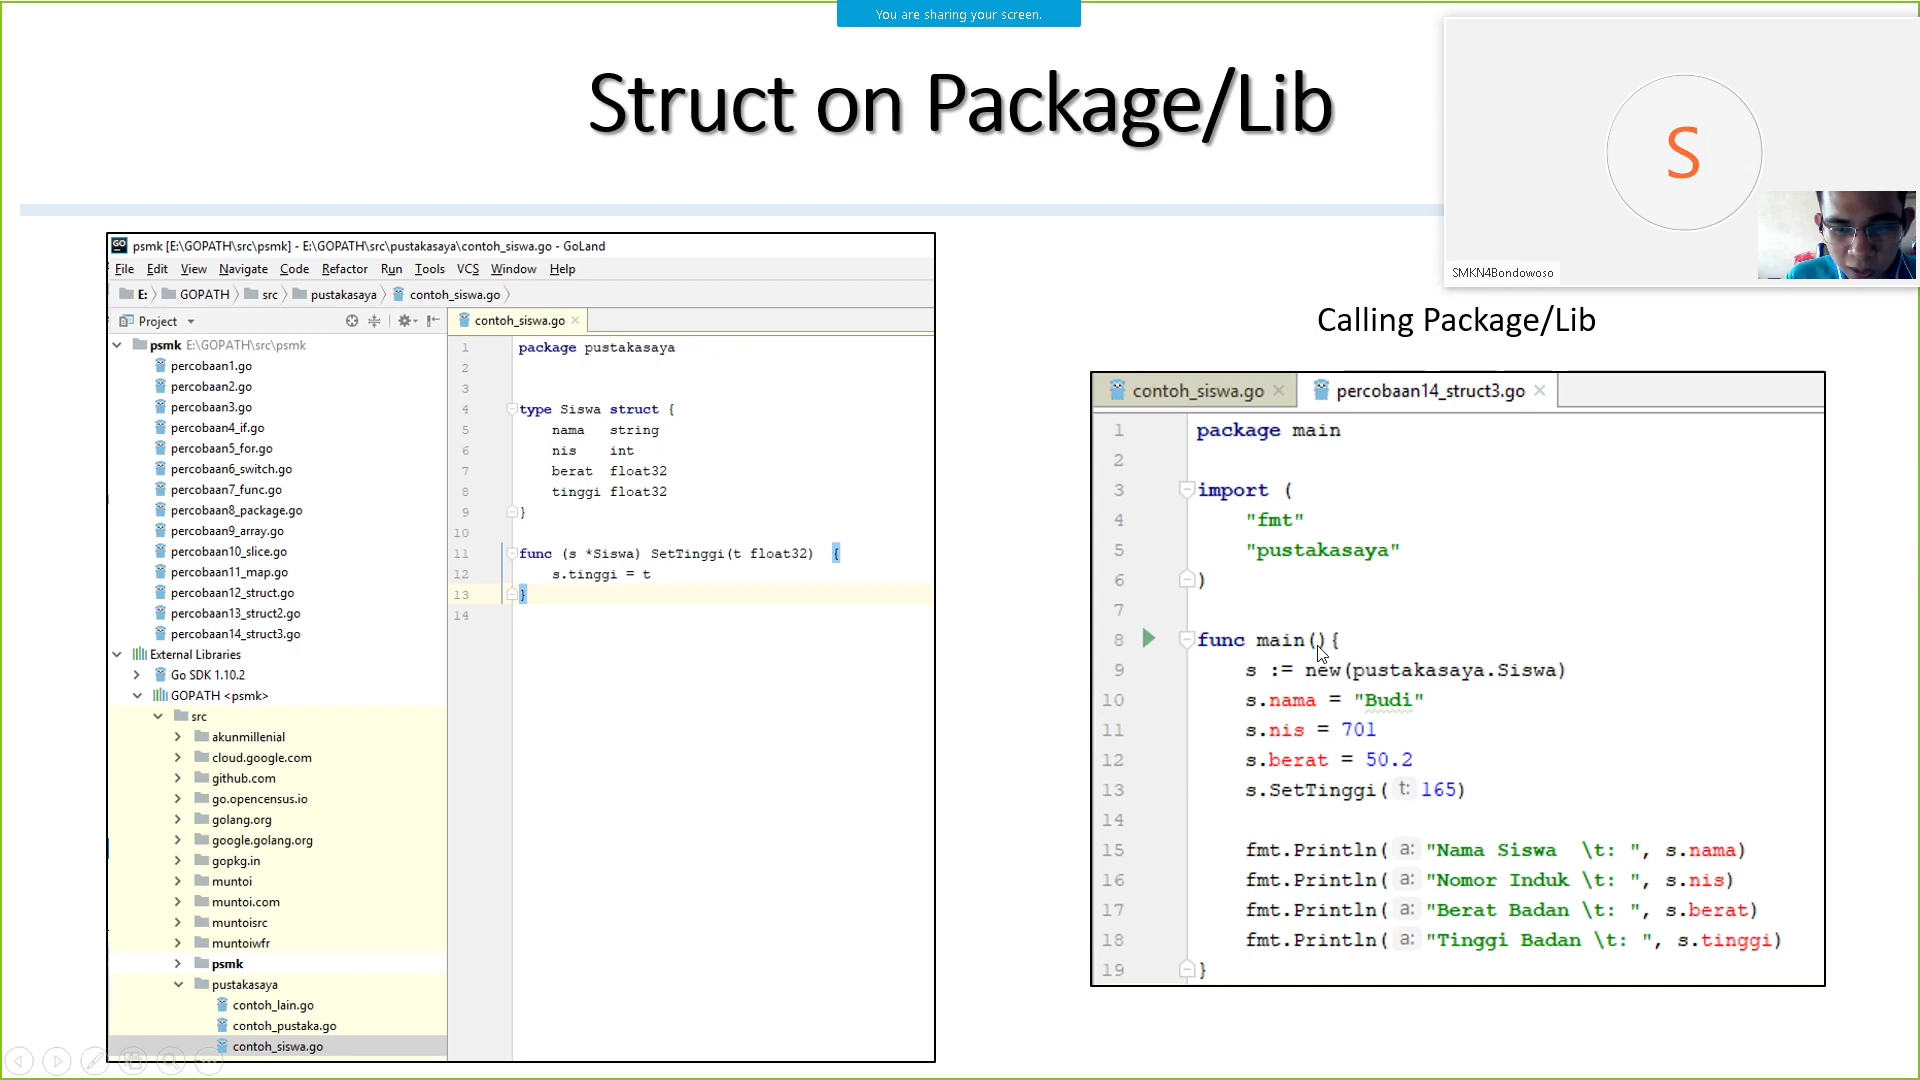 You are sharing your screen.
Struct on Package/Lib
S
SMKN4Bondowoso
psmk [E:\GOPATH\src\psmk] - E:\GOPATH\src\pustakasaya\contoh_siswa.go - GoLand
File Edit View Navigate Code Refactor Run Tools VCS Window Help
E: GOPATH src pustakasaya contoh_siswa.go
Project
psmk E:\GOPATH\src\psmk
percobaan1.go
percobaan2.go
percobaan3.go
percobaan4_if.go
percobaan5_for.go
percobaan6_switch.go
percobaan7_func.go
percobaan8_package.go
percobaan9_array.go
percobaan10_slice.go
percobaan11_map.go
percobaan12_struct.go
percobaan13_struct2.go
percobaan14_struct3.go
External Libraries
Go SDK 1.10.2
GOPATH <psmk>
src
akunmillenial
cloud.google.com
github.com
go.opencensus.io
golang.org
google.golang.org
gopkg.in
muntoi
muntoi.com
muntoisrc
muntoiwfr
psmk
pustakasaya
contoh_lain.go
contoh_pustaka.go
contoh_siswa.go
contoh_siswa.go
1 package pustakasaya
2
3
4 type Siswa struct {
5 nama string
6 nis int
7 berat float32
8 tinggi float32
9 }
10
11 func (s *Siswa) SetTinggi(t float32) {
12 s.tinggi = t
13 }
14
Calling Package/Lib
contoh_siswa.go percobaan14_struct3.go
1 package main
2
3 import (
4 "fmt"
5 "pustakasaya"
6 )
7
8 func main(){
9 s := new(pustakasaya.Siswa)
10 s.nama = "Budi"
11 s.nis = 701
12 s.berat = 50.2
13 s.SetTinggi( t: 165)
14
15 fmt.Println( a: "Nama Siswa \t: ", s.nama)
16 fmt.Println( a: "Nomor Induk \t: ", s.nis)
17 fmt.Println( a: "Berat Badan \t: ", s.berat)
18 fmt.Println( a: "Tinggi Badan \t: ", s.tinggi)
19 }